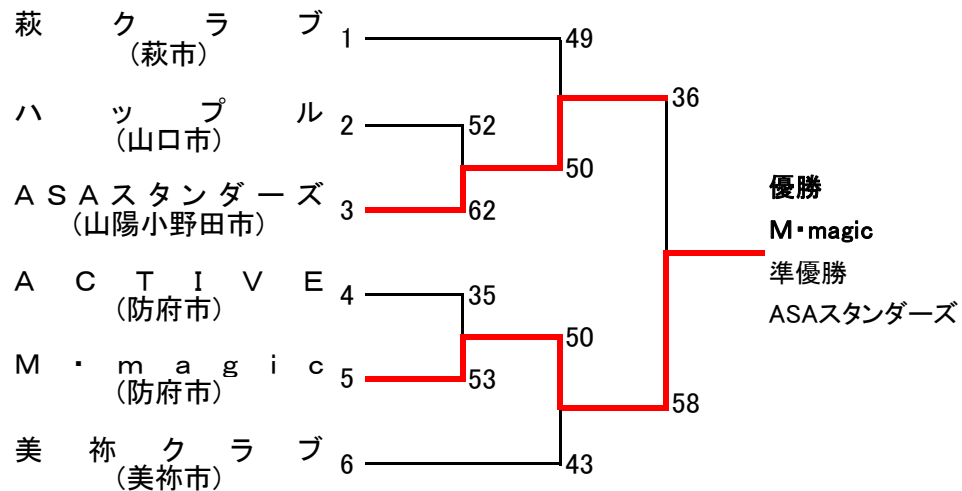 萩クラブ
(萩市)
1
49
36
ハップル
(山口市)
2
52
50
ASAスタンダーズ
(山陽小野田市)
3
62
優勝
M・magic
準優勝
ASAスタンダーズ
ACTIVE
(防府市)
4
35
50
M・magic
(防府市)
5
53
58
美祢クラブ
(美祢市)
6
43